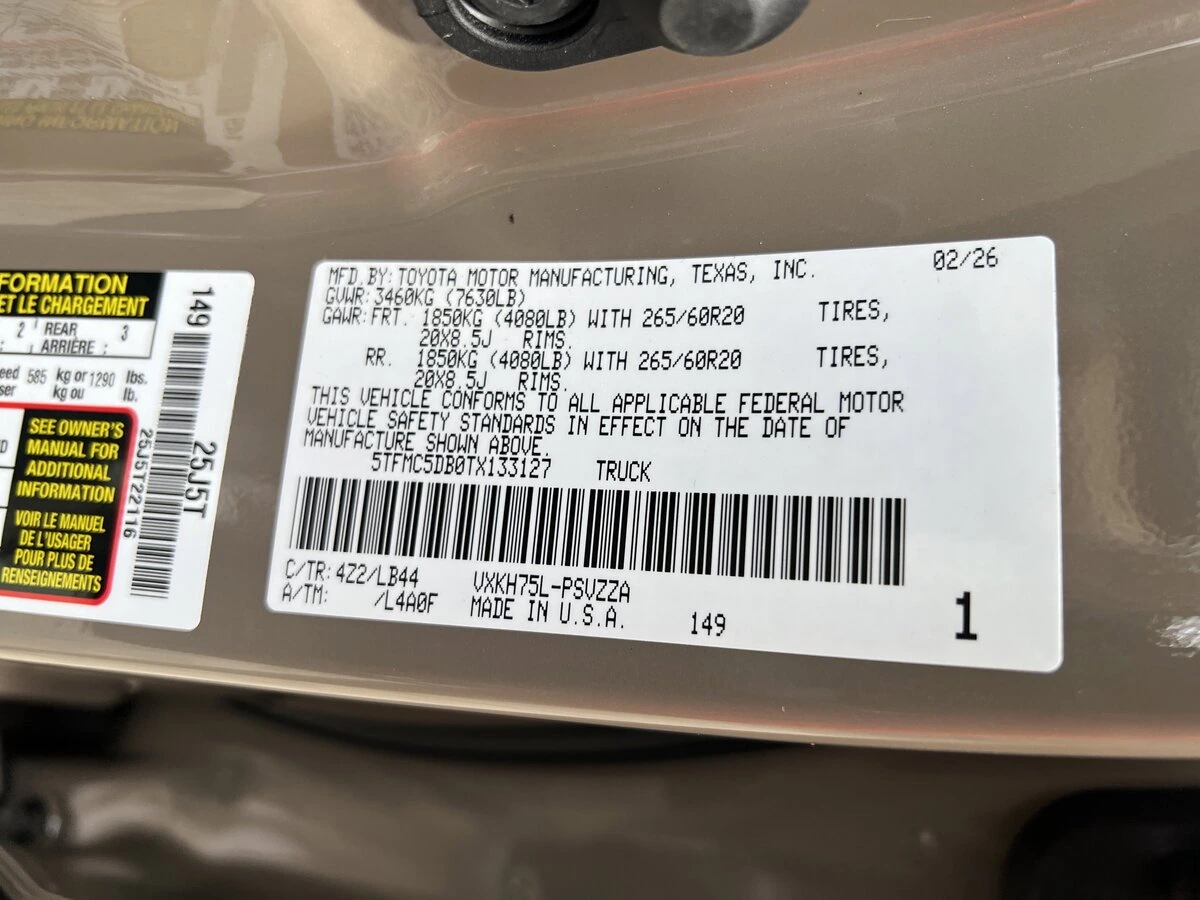 FORMATION
ET LE CHARGEMENT
2 REAR 3
: ARRIÈRE :
eed 585 kg or 1290 lbs.
ser kg ou lb.
SEE OWNER'S
MANUAL FOR
ADDITIONAL
INFORMATION
VOIR LE MANUEL
DE L'USAGER
POUR PLUS DE
RENSEIGNEMENTS
149
25J5T22116
25J5T
MFD.BY: TOYOTA MOTOR MANUFACTURING, TEXAS, INC. 02/26
GVWR: 3460KG (7630LB)
GAWR: FRT. 1850KG (4080LB) WITH 265/60R20 TIRES,
20X8.5J RIMS.
RR. 1850KG (4080LB) WITH 265/60R20 TIRES,
20X8.5J RIMS.
THIS VEHICLE CONFORMS TO ALL APPLICABLE FEDERAL MOTOR
VEHICLE SAFETY STANDARDS IN EFFECT ON THE DATE OF
MANUFACTURE SHOWN ABOVE.
5TFMC5DB0TX133127 TRUCK
C/TR: 4Z2/LB44 VXKH75L-PSVZZA
A/TM: /L4A0F MADE IN U.S.A. 149 1